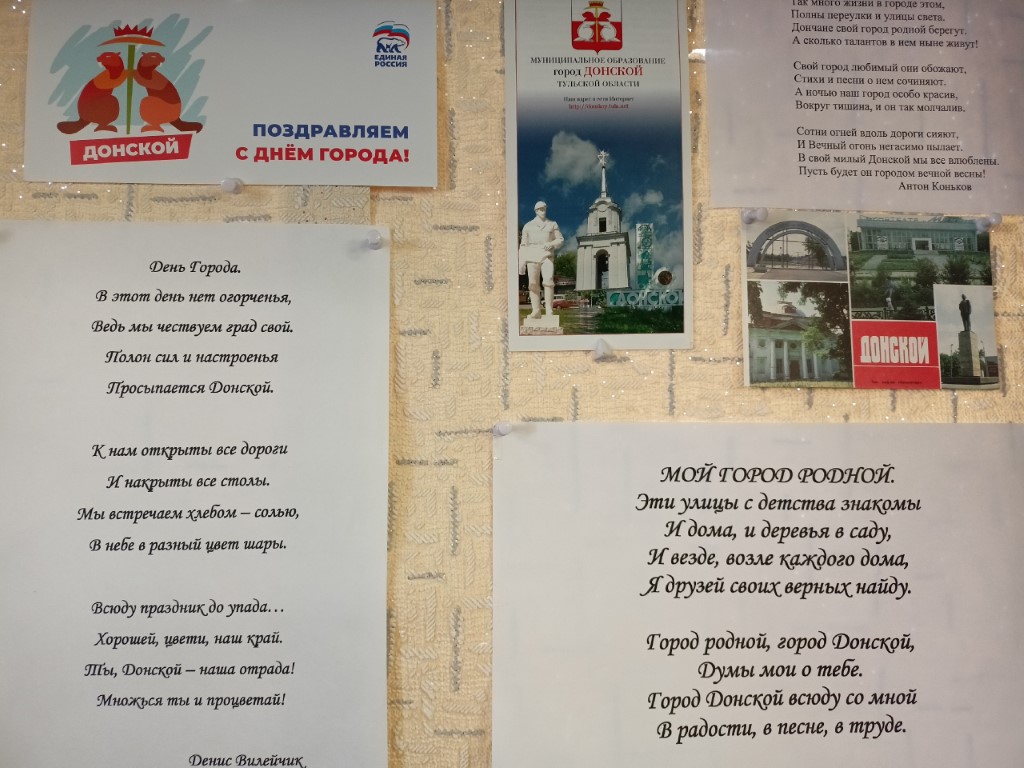 ДОНСКОЙ
ЕДИНАЯ
РОССИЯ
ПОЗДРАВЛЯЕМ
С ДНЁМ ГОРОДА!
МУНИЦИПАЛЬНОЕ ОБРАЗОВАНИЕ
город ДОНСКОЙ
ТУЛЬСКОЙ ОБЛАСТИ
Наш адрес в сети Интернет
ДОНСКО
Так много жизни в городе этом,
Полны переулки и улицы света.
Дончане свой город родной берегут.
А сколько талантов в нем ныне живут!
Свой город любимый они обожают,
Стихи и песни о нем сочиняют.
А ночью наш город особо красив,
Вокруг тишина, и он так молчалив.
Сотни огней вдоль дороги сияют,
И Вечный огонь негасимо пылает.
В свой милый Донской мы все влюблены.
Пусть будет он городом вечной весны!
Антон Коньков
ДОНСКОЙ
День Города.
В этот день нет огорченья,
Ведь мы чествуем град свой.
Полон сил и настроенья
Просыпается Донской.
К нам открыты все дороги
И накрыты все столы.
Мы встречаем хлебом – солью,
В небе в разный цвет шары.
Всюду праздник до упада…
Хорошей, цвети, наш край.
Ты, Донской – наша отрада!
Множься ты и процветай!
Денис Вилейчик
МОЙ ГОРОД РОДНОЙ.
Эти улицы с детства знакомы
И дома, и деревья в саду,
И везде, возле каждого дома,
Я друзей своих верных найду.
Город родной, город Донской,
Думы мои о тебе.
Город Донской всюду со мной
В радости, в песне, в труде.